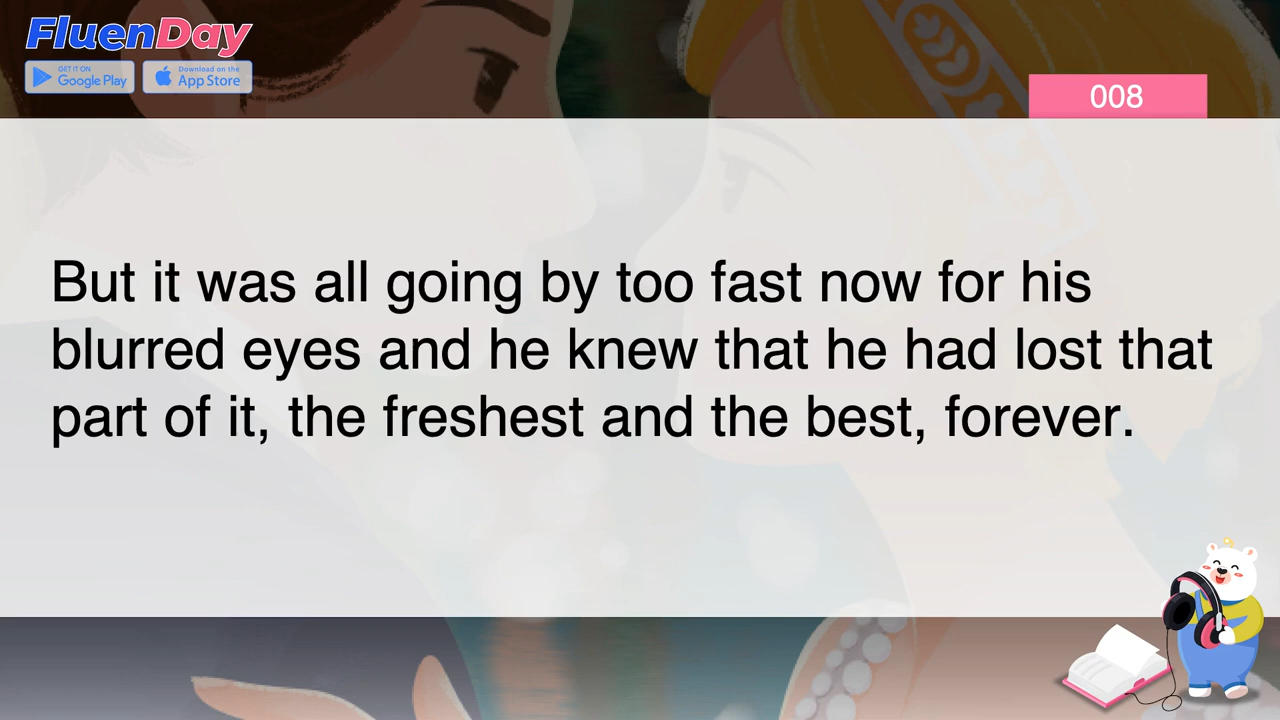 FluenDay
GET IT ON
Google Play
Download on the
App Store
008
But it was all going by too fast now for his
blurred eyes and he knew that he had lost that
part of it, the freshest and the best, forever.